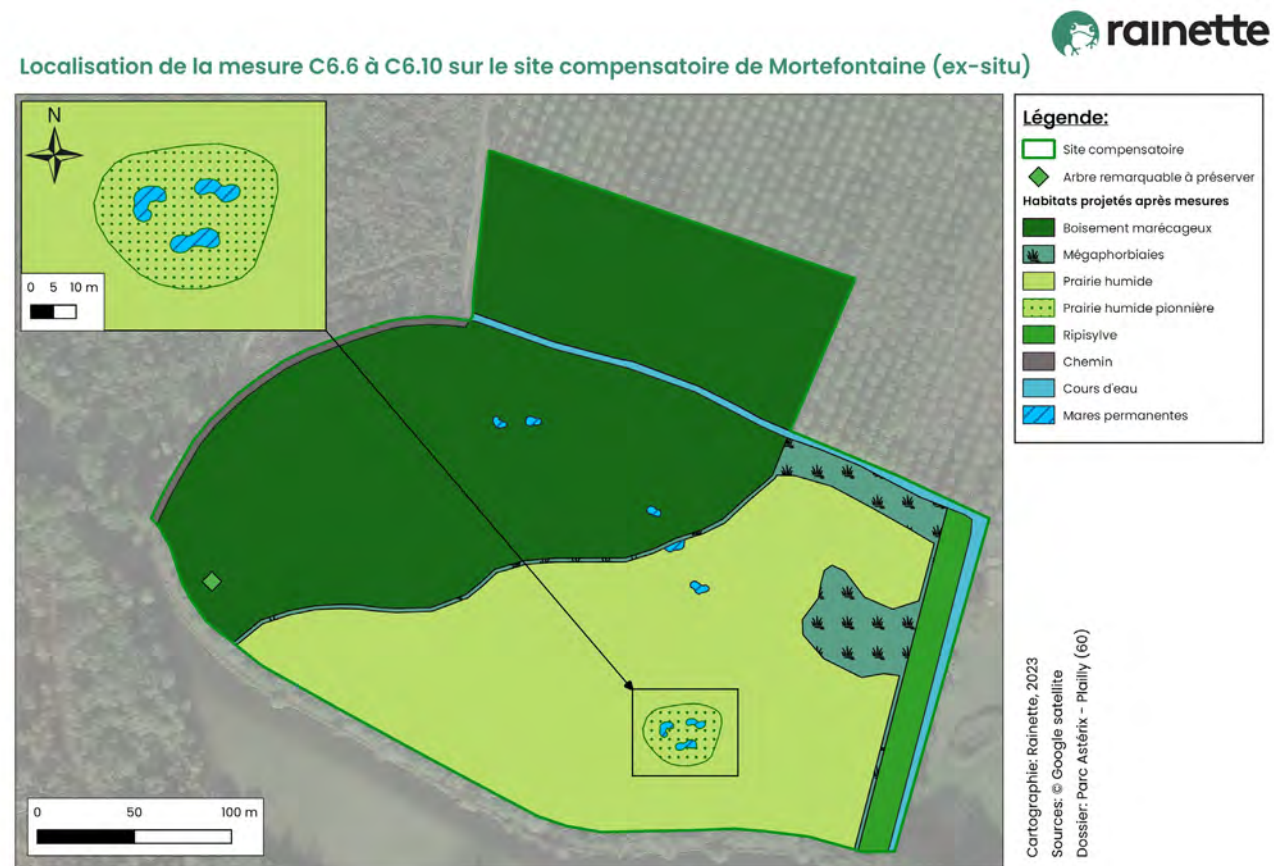 rainette
Localisation de la mesure C6.6 à C6.10 sur le site compensatoire de Mortefontaine (ex-situ)
N
0 5 10 m
0 50 100 m
Légende:
Site compensatoire
Arbre remarquable à préserver
Habitats projetés après mesures
Boisement marécageux
Mégaphorbiaies
Prairie humide
Prairie humide pionnière
Ripisylve
Chemin
Cours d'eau
Mares permanentes
Cartographie: Rainette, 2023
Sources: © Google satellite
Dossier: Parc Astérix - Plailly (60)